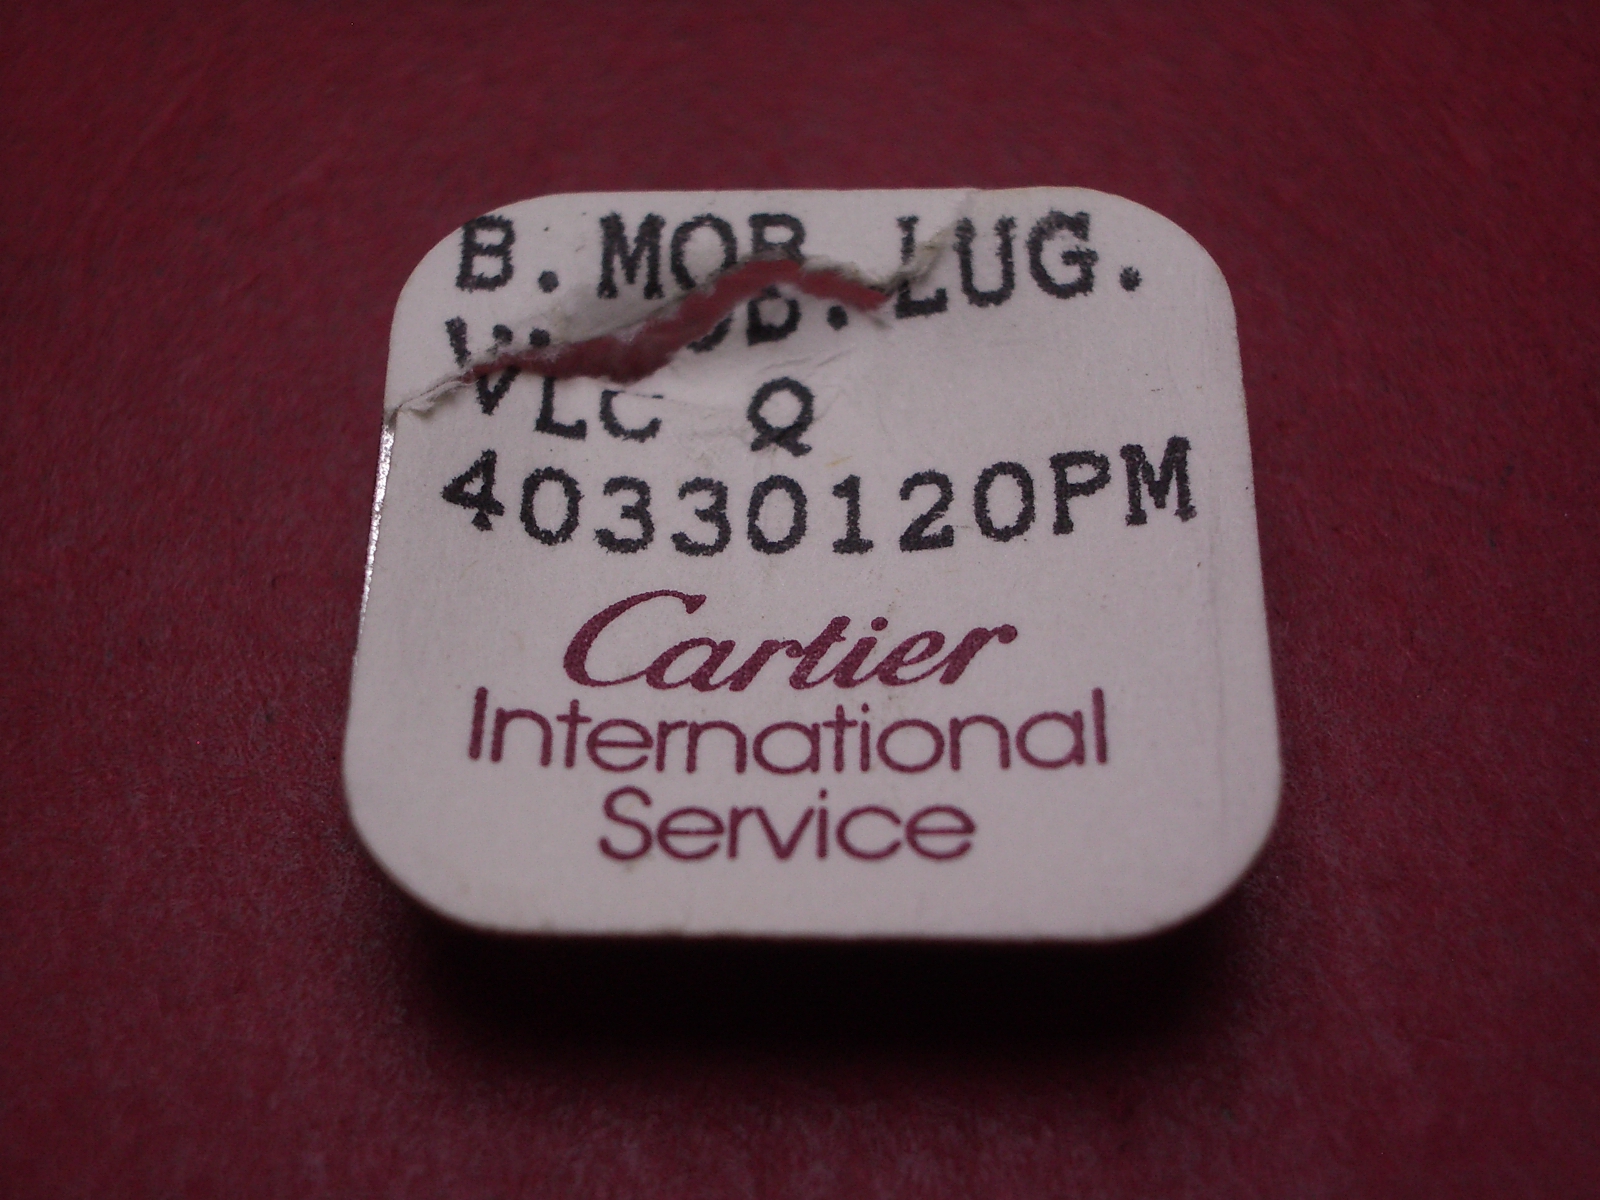 B. MOB. LUG.
VLC Q
40330120PM
Cartier
International
Service